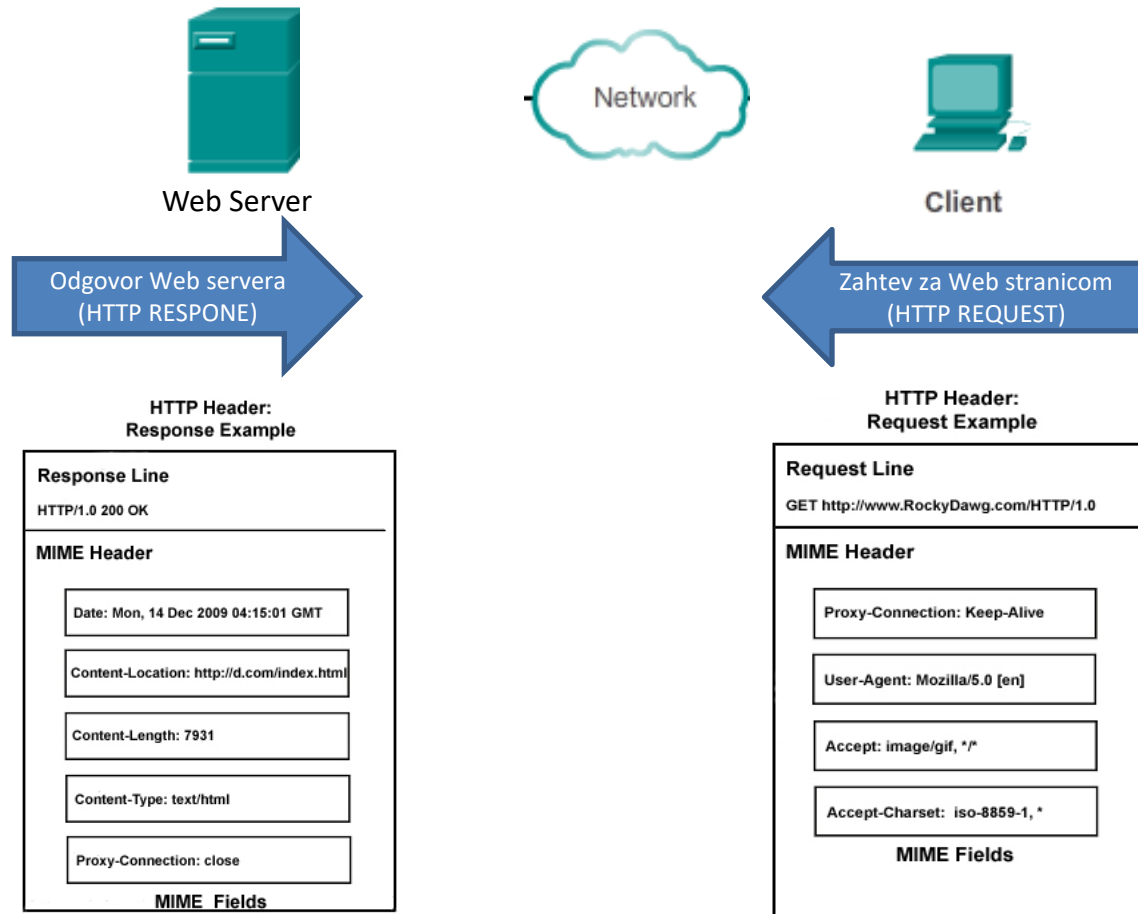 Network
Web Server
Client
Odgovor Web servera
(HTTP RESPONE)
Zahtev za Web stranicom
(HTTP REQUEST)
HTTP Header:
Response Example
Response Line
HTTP/1.0 200 OK
MIME Header
Date: Mon, 14 Dec 2009 04:15:01 GMT
Content-Location: http://d.com/index.html
Content-Length: 7931
Content-Type: text/html
Proxy-Connection: close
MIME Fields
HTTP Header:
Request Example
Request Line
GET http://www.RockyDawg.com/HTTP/1.0
MIME Header
Proxy-Connection: Keep-Alive
User-Agent: Mozilla/5.0 [en]
Accept: image/gif, */*
Accept-Charset: iso-8859-1, *
MIME Fields